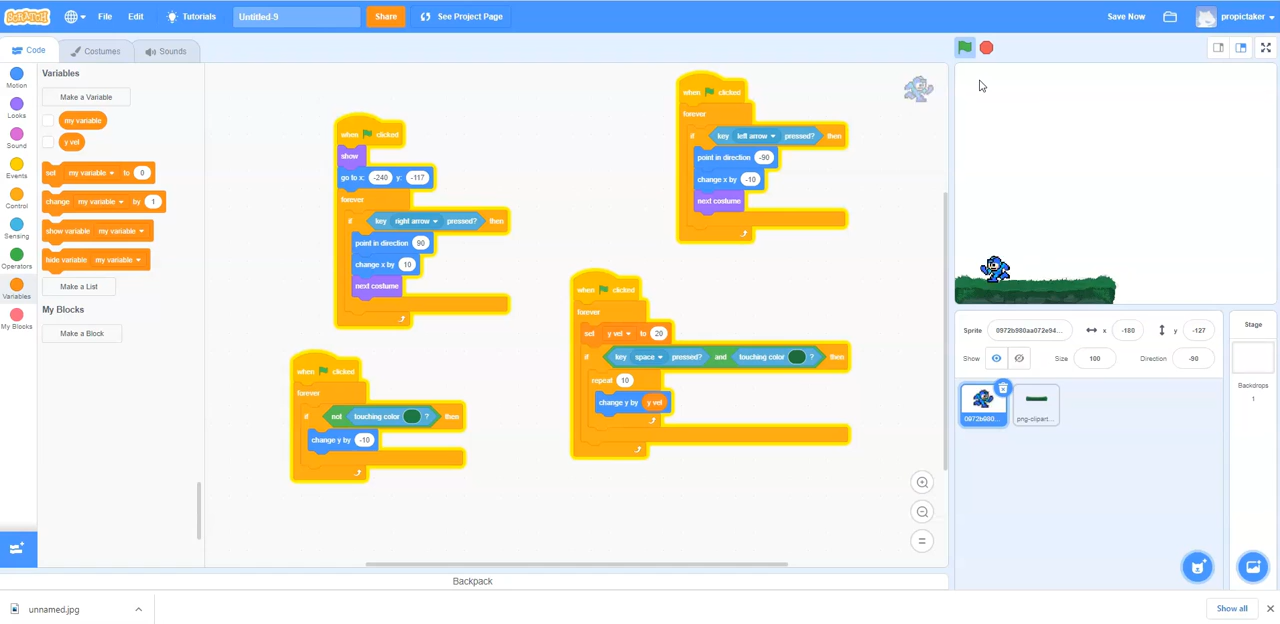 SCRATCH File Edit Tutorials Untitled-9 Share See Project Page Save Now propictaker
Code Costumes Sounds
Motion
Looks
Sound
Events
Control
Sensing
Operators
Variables
My Blocks
Variables
Make a Variable
my variable
y vel
set my variable to 0
change my variable by 1
show variable my variable
hide variable my variable
Make a List
My Blocks
Make a Block
when clicked
show
go to x: -240 y: -117
forever
if key right arrow pressed? then
point in direction 90
change x by 10
next costume
when clicked
forever
if key left arrow pressed? then
point in direction -90
change x by -10
next costume
when clicked
forever
if not touching color ? then
change y by -10
when clicked
forever
set y vel to 20
if key space pressed? and touching color ? then
repeat 10
change y by y vel
Sprite 0972b980aa072e94... x -180 y -127
Show Size 100 Direction -90
0972b980...
png-clipart...
Stage
Backdrops
1
Backpack
unnamed.jpg
Show all